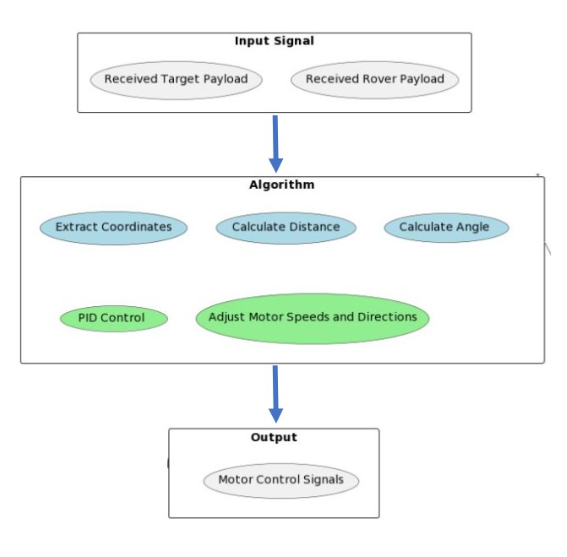 Input Signal
Received Target Payload
Received Rover Payload
Algorithm
Extract Coordinates
Calculate Distance
Calculate Angle
PID Control
Adjust Motor Speeds and Directions
Output
Motor Control Signals